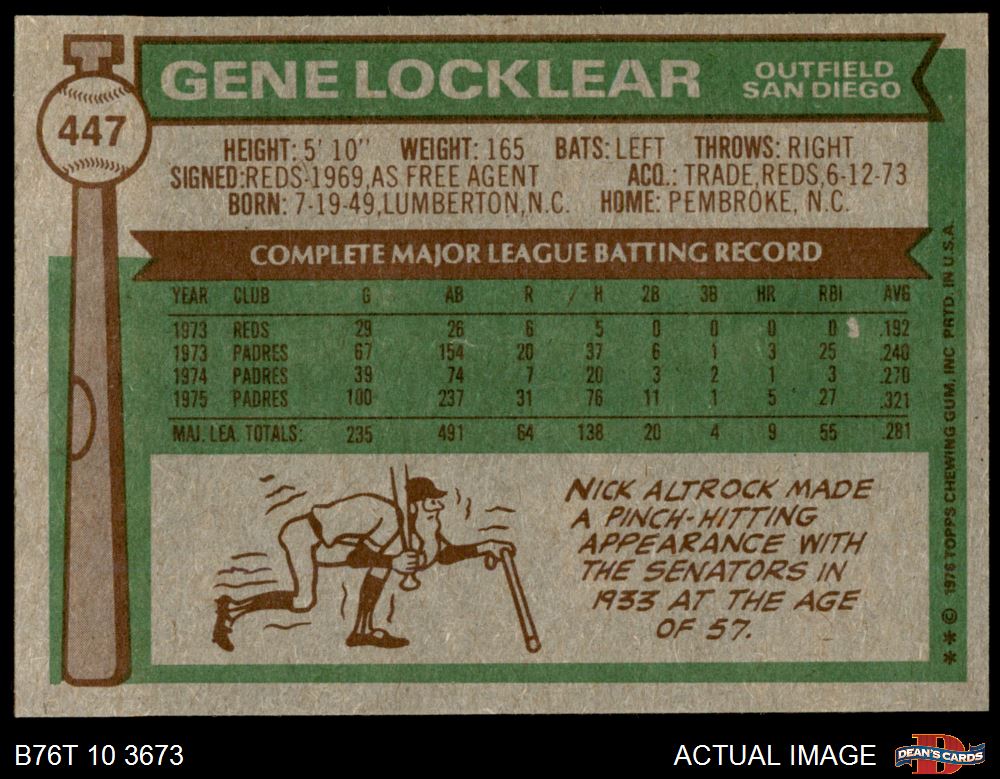 447
GENE LOCKLEAR
OUTFIELD
SAN DIEGO
HEIGHT: 5' 10" WEIGHT: 165 BATS: LEFT THROWS: RIGHT
SIGNED:REDS-1969,AS FREE AGENT ACQ.: TRADE,REDS,6-12-73
BORN: 7-19-49,LUMBERTON,N.C. HOME: PEMBROKE, N.C.
COMPLETE MAJOR LEAGUE BATTING RECORD
YEAR CLUB G AB R H 2B 3B HR RBI AVG
1973 REDS 29 26 6 5 0 0 0 0 .192
1973 PADRES 67 154 20 37 6 1 3 25 .240
1974 PADRES 39 74 7 20 3 2 1 3 .270
1975 PADRES 100 237 31 76 11 1 5 27 .321
MAJ. LEA. TOTALS: 235 491 64 138 20 4 9 55 .281
NICK ALTROCK MADE
A PINCH-HITTING
APPEARANCE WITH
THE SENATORS IN
1933 AT THE AGE
OF 57.
** © 1976 TOPPS CHEWING GUM, INC PRTD. IN U.S.A.
B76T 10 3673
ACTUAL IMAGE
D
DEAN'S CARDS